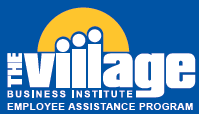 THE village
BUSINESS INSTITUTE
EMPLOYEE ASSISTANCE PROGRAM